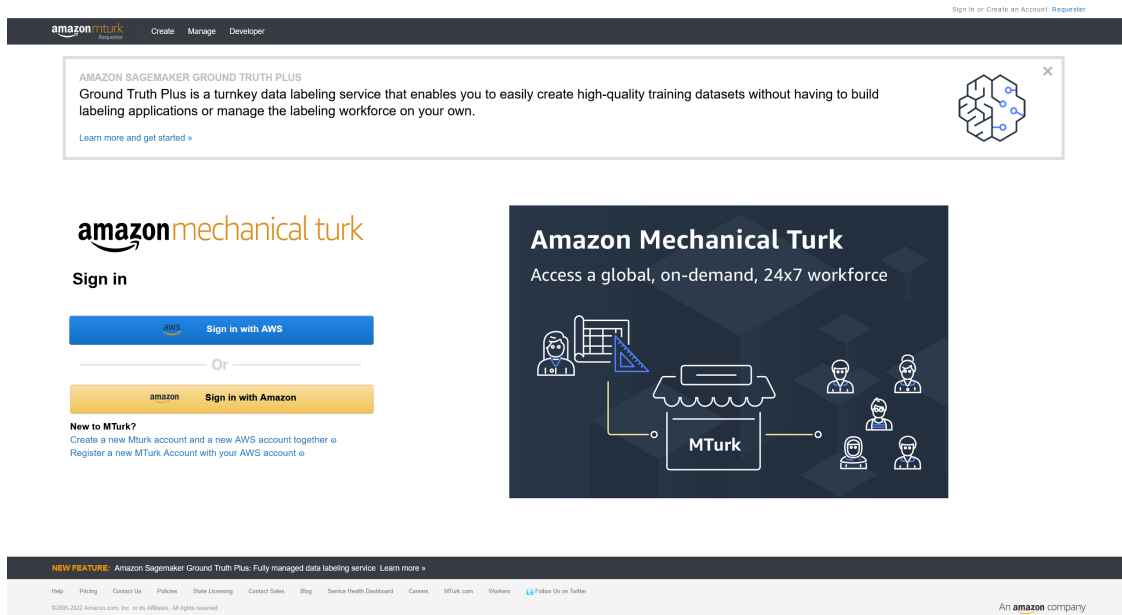 Sign in or Create an Account: Requester
amazon mturk
Requester
Create Manage Developer
AMAZON SAGEMAKER GROUND TRUTH PLUS
Ground Truth Plus is a turnkey data labeling service that enables you to easily create high-quality training datasets without having to build
labeling applications or manage the labeling workforce on your own.
Learn more and get started »
amazon mechanical turk
Sign in
aws Sign in with AWS
Or
amazon Sign in with Amazon
New to MTurk?
Create a new Mturk account and a new AWS account together
Register a new MTurk Account with your AWS account
Amazon Mechanical Turk
Access a global, on-demand, 24x7 workforce
MTurk
NEW FEATURE: Amazon Sagemaker Ground Truth Plus: Fully managed data labeling service Learn more »
Help Pricing Contact Us Policies State Licensing Contact Sales Blog Service Health Dashboard Careers MTurk.com Workers Follow Us on Twitter
©2005-2022 Amazon.com, Inc. or its Affiliates. All rights reserved.
An amazon company